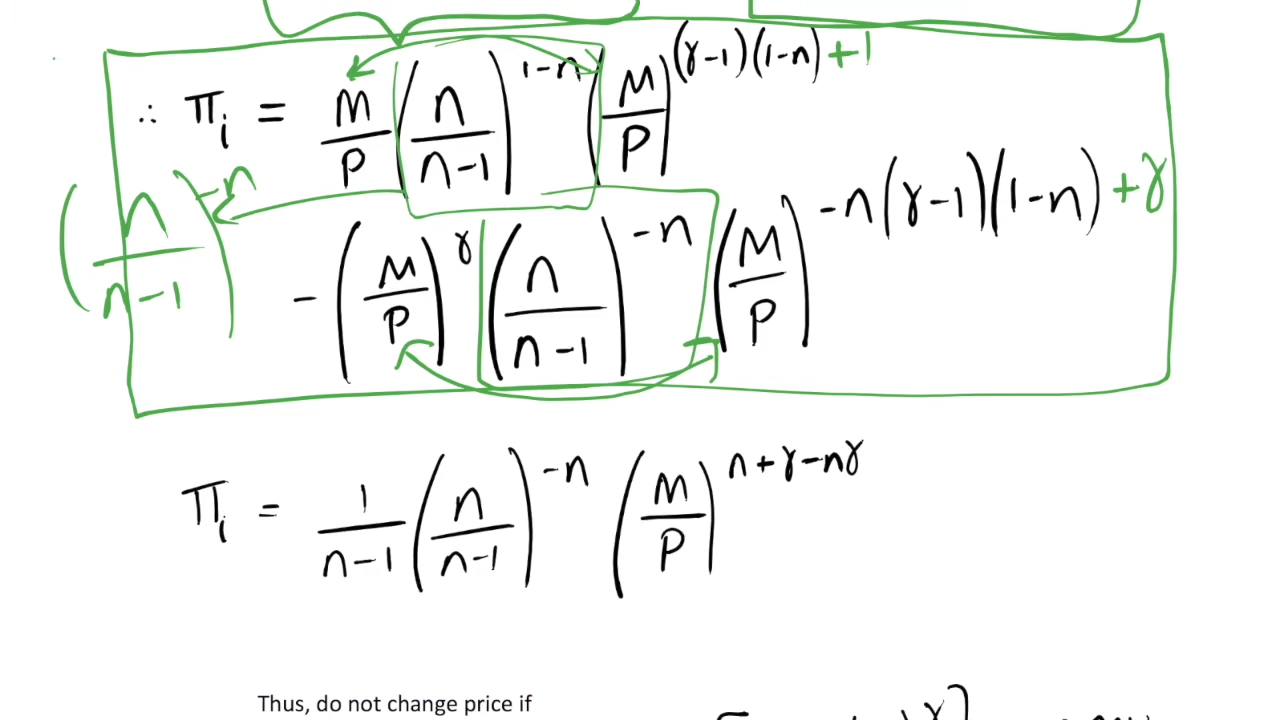 ∴ πᵢ = M/P (n/(n-1))^(1-n) (M/P)^((γ-1)(1-n)+1)
(n/(n-1))^(-n) - (M/P)^γ (n/(n-1))^(-n) (M/P)^(-n(γ-1)(1-n)+γ)
πᵢ = 1/(n-1) (n/(n-1))^(-n) (M/P)^(n+γ-nγ)
Thus, do not change price if